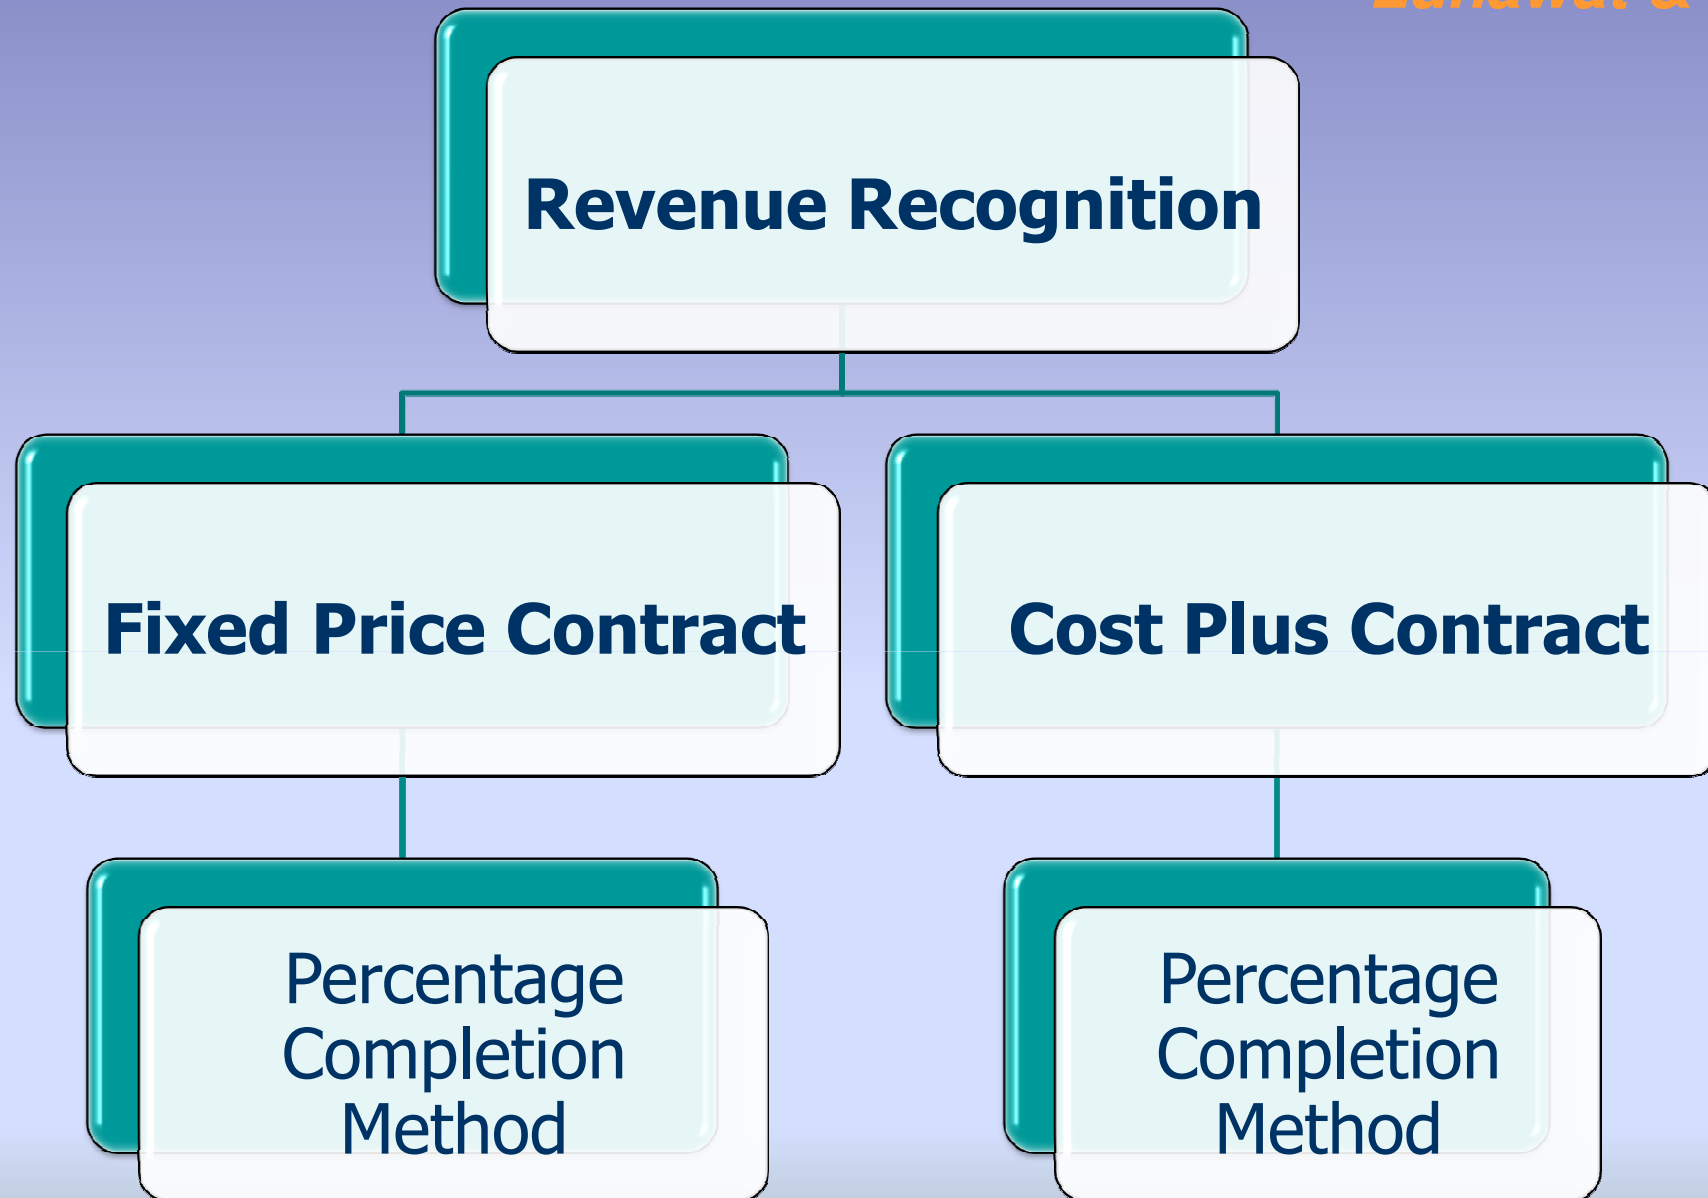 Revenue Recognition
Fixed Price Contract
Cost Plus Contract
Percentage
Completion
Method
Percentage
Completion
Method